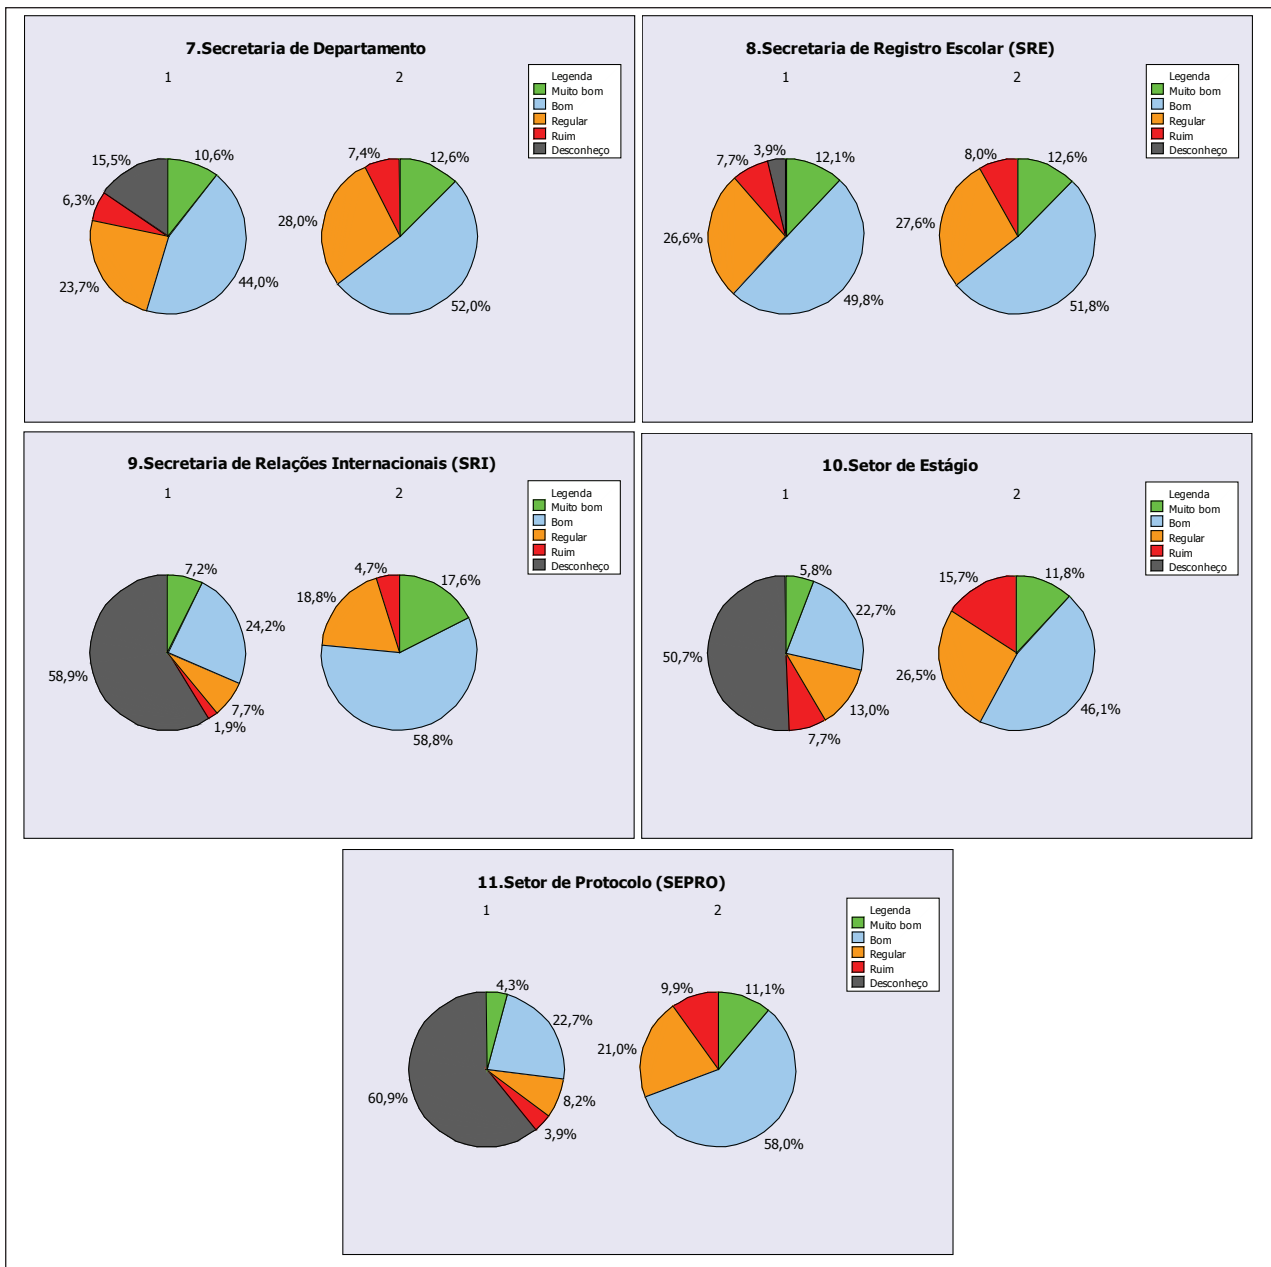 7.Secretaria de Departamento
1
2
Legenda
Muito bom
Bom
Regular
Ruim
Desconheço
15,5%
10,6%
6,3%
23,7%
44,0%
7,4%
12,6%
28,0%
52,0%
8.Secretaria de Registro Escolar (SRE)
1
2
Legenda
Muito bom
Bom
Regular
Ruim
Desconheço
7,7%
3,9%
12,1%
26,6%
49,8%
8,0%
12,6%
27,6%
51,8%
9.Secretaria de Relações Internacionais (SRI)
1
2
Legenda
Muito bom
Bom
Regular
Ruim
Desconheço
7,2%
24,2%
58,9%
7,7%
1,9%
4,7%
17,6%
18,8%
58,8%
10.Setor de Estágio
1
2
Legenda
Muito bom
Bom
Regular
Ruim
Desconheço
5,8%
22,7%
50,7%
13,0%
7,7%
15,7%
11,8%
26,5%
46,1%
11.Setor de Protocolo (SEPRO)
1
2
Legenda
Muito bom
Bom
Regular
Ruim
Desconheço
4,3%
22,7%
60,9%
8,2%
3,9%
9,9%
11,1%
21,0%
58,0%